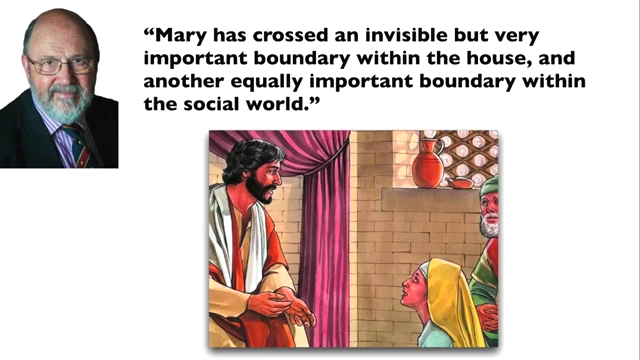 “Mary has crossed an invisible but very
important boundary within the house, and
another equally important boundary within
the social world.”